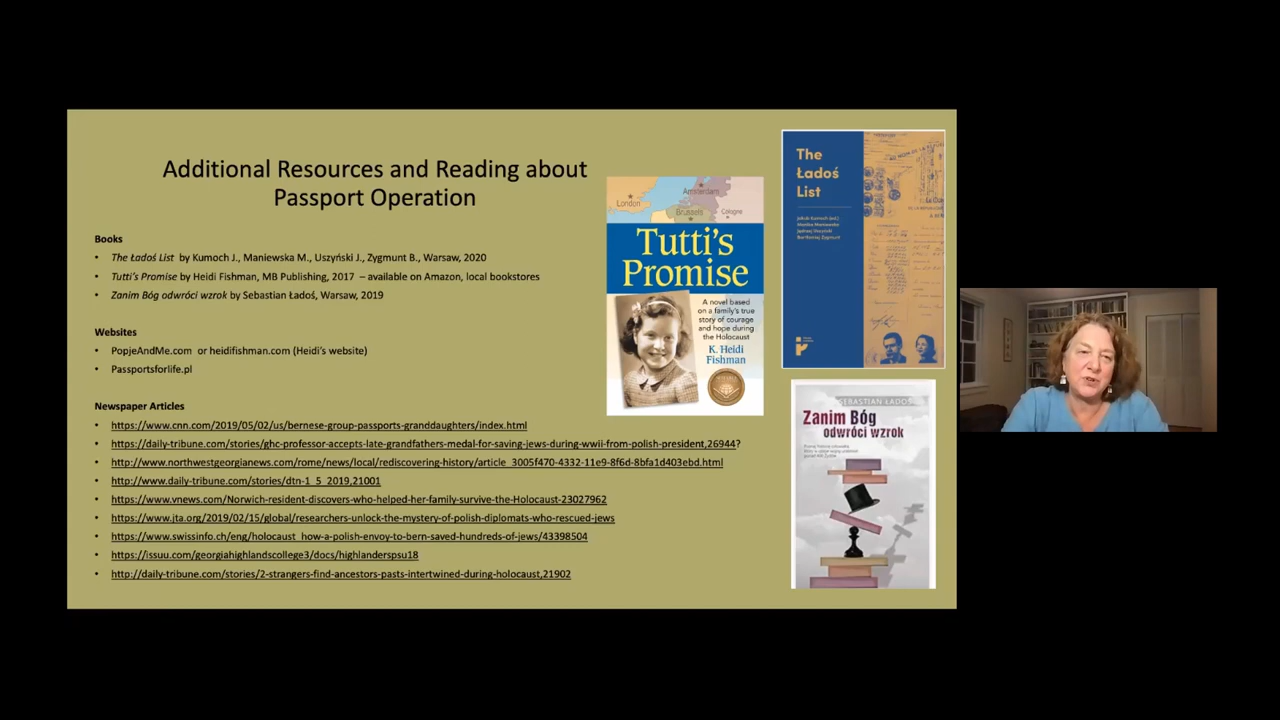 Additional Resources and Reading about
Passport Operation
Books
• The Ładoś List by Kumoch J., Maniewska M., Uszyński J., Zygmunt B., Warsaw, 2020
• Tutti's Promise by Heidi Fishman, MB Publishing, 2017 – available on Amazon, local bookstores
• Zanim Bóg odwróci wzrok by Sebastian Ładoś, Warsaw, 2019
Websites
• PopjeAndMe.com or heidifishman.com (Heidi's website)
• Passportsforlife.pl
Newspaper Articles
• https://www.cnn.com/2019/05/02/us/bernese-group-passports-granddaughters/index.html
• https://daily-tribune.com/stories/ghc-professor-accepts-late-grandfathers-medal-for-saving-jews-during-wwii-from-polish-president,26944?
• http://www.northwestgeorgianews.com/rome/news/local/rediscovering-history/article_3005f470-4332-11e9-8f6d-8bfa1d403ebd.html
• http://www.daily-tribune.com/stories/dtn-1_5_2019,21001
• https://www.vnews.com/Norwich-resident-discovers-who-helped-her-family-survive-the-Holocaust-23027962
• https://www.jta.org/2019/02/15/global/researchers-unlock-the-mystery-of-polish-diplomats-who-rescued-jews
• https://www.swissinfo.ch/eng/holocaust_how-a-polish-envoy-to-bern-saved-hundreds-of-jews/43398504
• https://issuu.com/georgiahighlandscollege3/docs/highlanderspsu18
• http://daily-tribune.com/stories/2-strangers-find-ancestors-pasts-intertwined-during-holocaust,21902
London
Amsterdam
Brussels
Cologne
Tutti's
Promise
A novel based
on a family's true
story of courage
and hope during
the Holocaust
K. Heidi
Fishman
The
Ładoś
List
Jakub Kumoch (ed.)
Monika Maniewska
Jędrzej Uszyński
Bartłomiej Zygmunt
SEBASTIAN ŁADOŚ
Zanim Bóg
odwróci wzrok